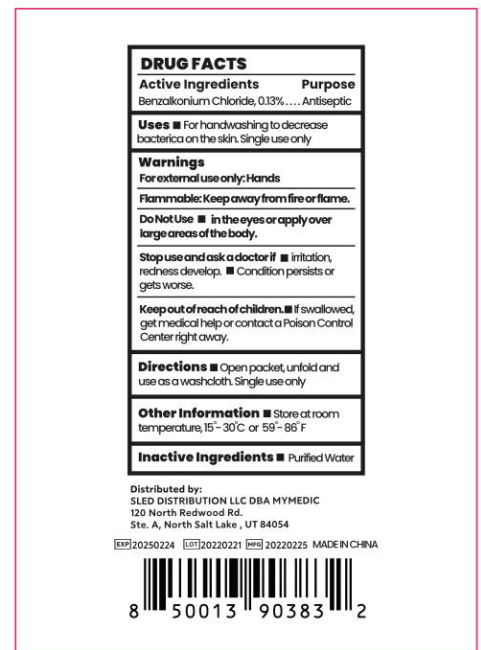 DRUG FACTS
Active Ingredients Purpose
Benzalkonium Chloride, 0.13% .... Antiseptic
Uses ■ For handwashing to decrease
bacterica on the skin. Single use only
Warnings
For external use only: Hands
Flammable: Keep away from fire or flame.
Do Not Use ■ in the eyes or apply over
large areas of the body.
Stop use and ask a doctor if ■ irritation,
redness develop. ■ Condition persists or
gets worse.
Keep out of reach of children. ■ If swallowed,
get medical help or contact a Poison Control
Center right away.
Directions ■ Open packet, unfold and
use as a washcloth. Single use only
Other Information ■ Store at room
temperature, 15°- 30°C or 59°- 86°F
Inactive Ingredients ■ Purified Water
Distributed by:
SLED DISTRIBUTION LLC DBA MYMEDIC
120 North Redwood Rd.
Ste. A, North Salt Lake , UT 84054
EXP 20250224 LOT 20220221 MFG 20220225 MADE IN CHINA
8 50013 90383 2